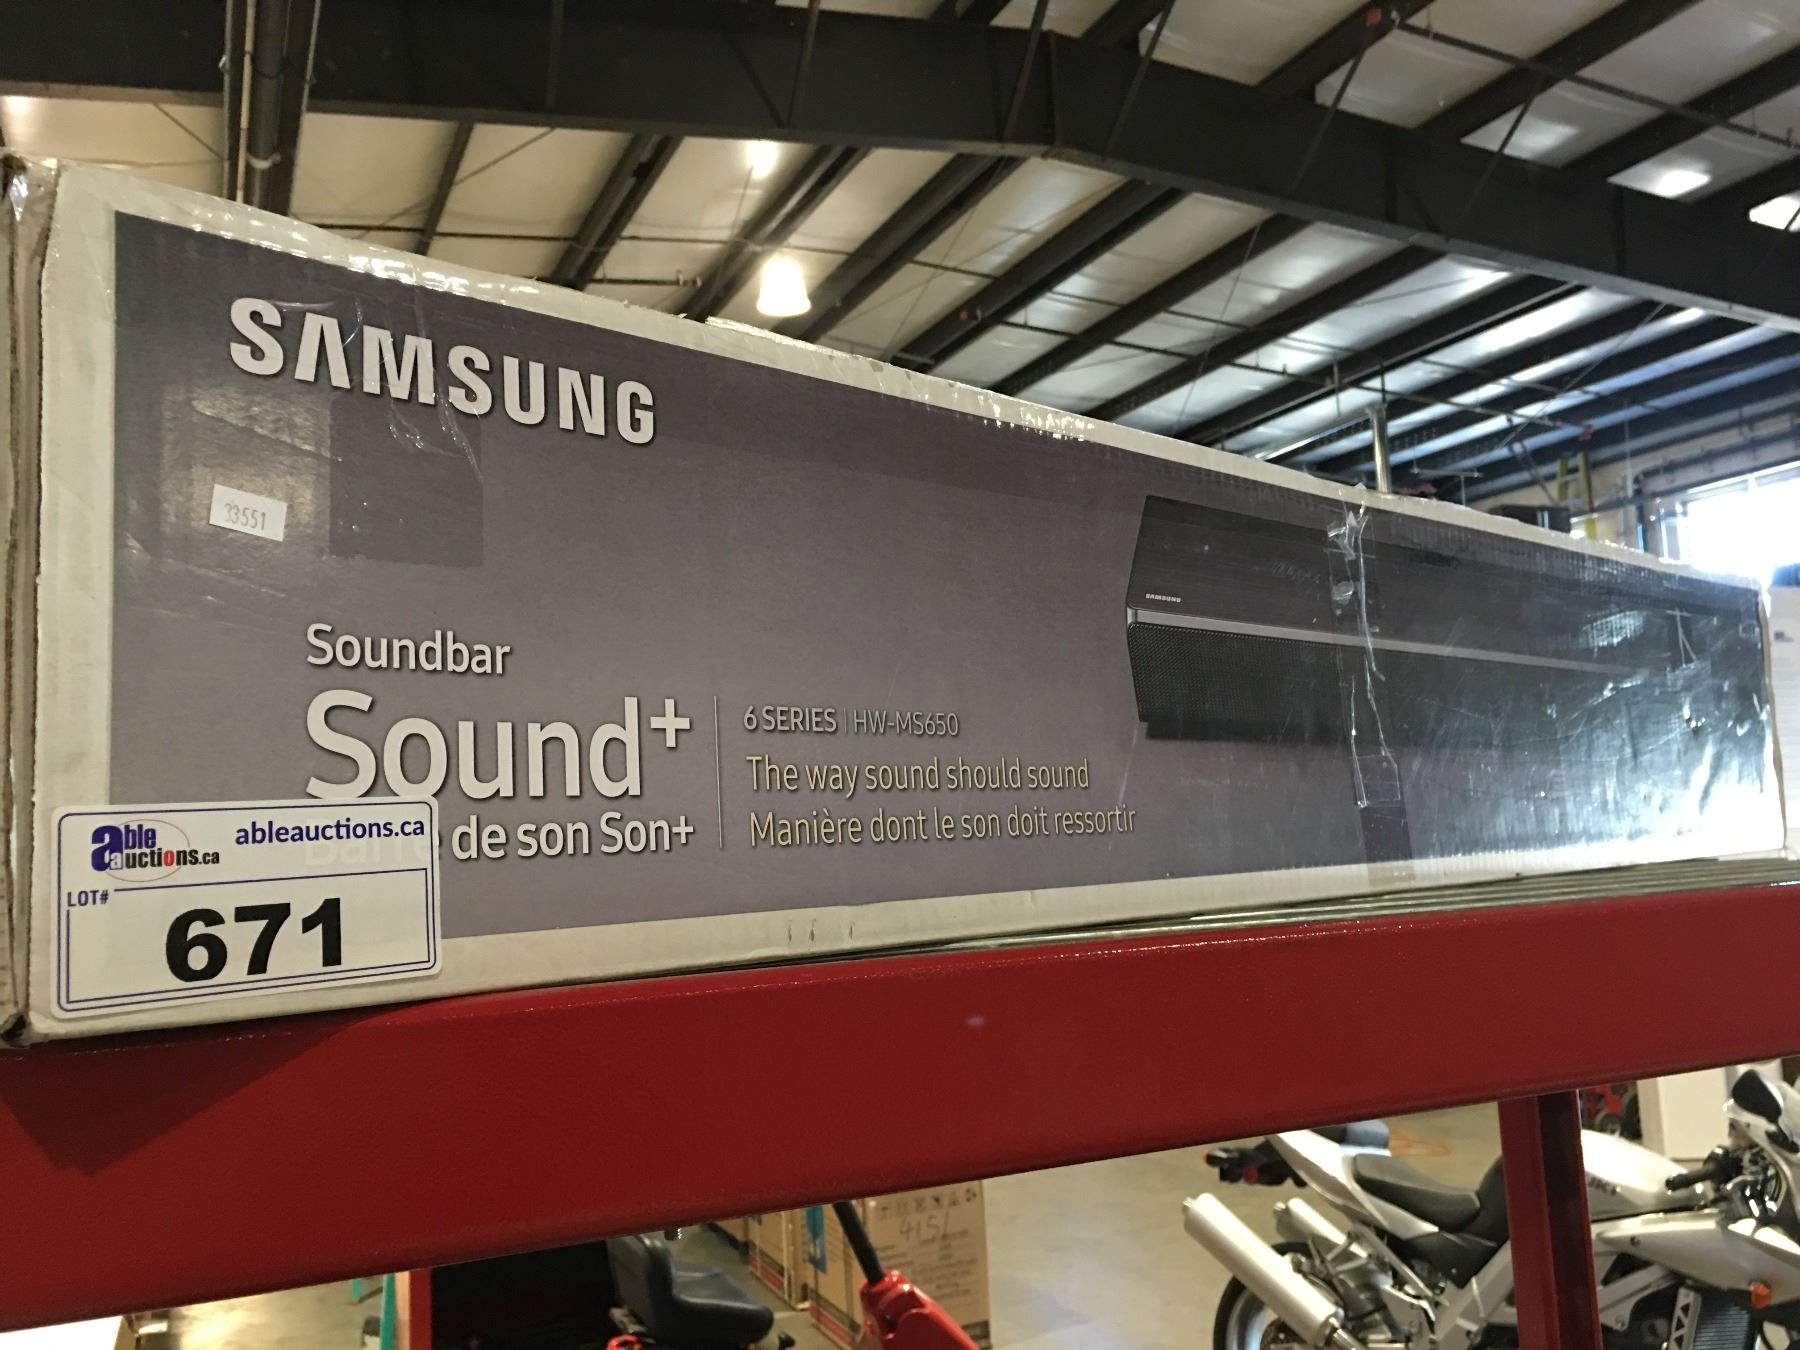 SAMSUNG
33551
SAMSUNG
Soundbar
Sound+
6 SERIES | HW-MS650
The way sound should sound
Manière dont le son doit ressortir
Barre de son Son+
able auctions.ca
ableauctions.ca
LOT#
671